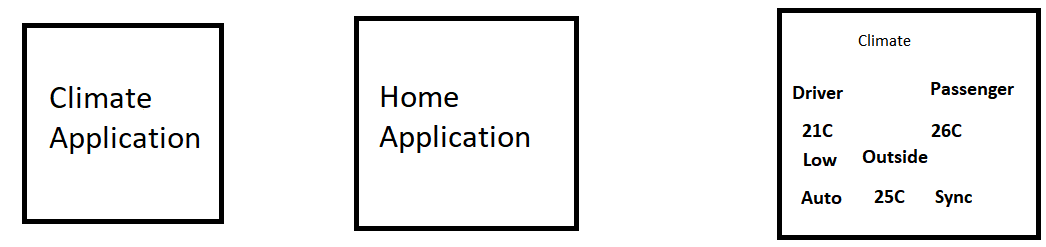 Climate
Application
Home
Application
Climate
Driver
Passenger
21C
26C
Low
Outside
Auto
25C
Sync